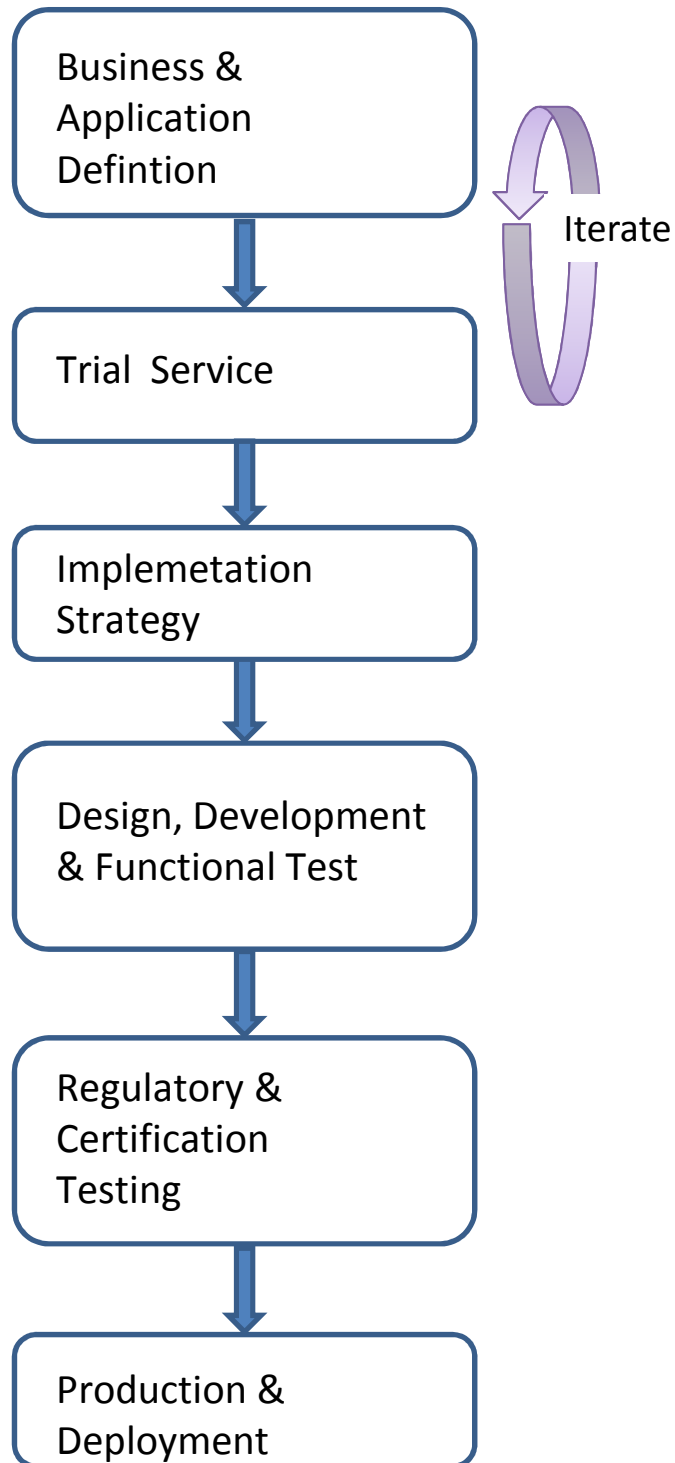 Business &
Application
Defintion
Iterate
Trial  Service
Implemetation
Strategy
Design, Development
& Functional Test
Regulatory &
Certification
Testing
Production &
Deployment